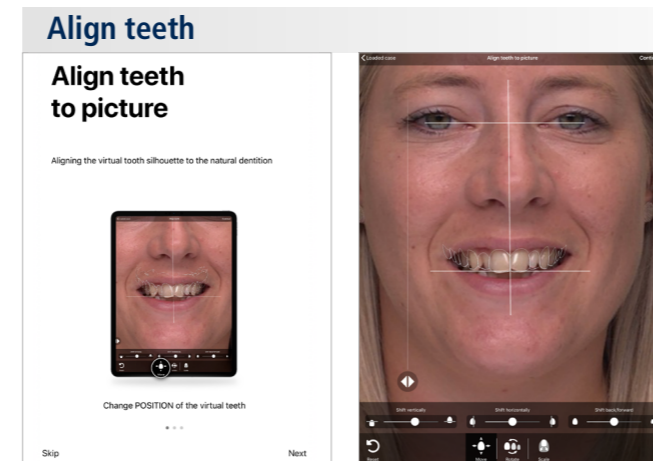 Align teeth
Align teeth
to picture
Aligning the virtual tooth silhouette to the natural dentition
Change POSITION of the virtual teeth
Skip
Next
Loaded case
Align teeth to picture
Conti
Shift vertically
Shift horizontally
Shift back/forward
Reset
Move
Rotate
Scale